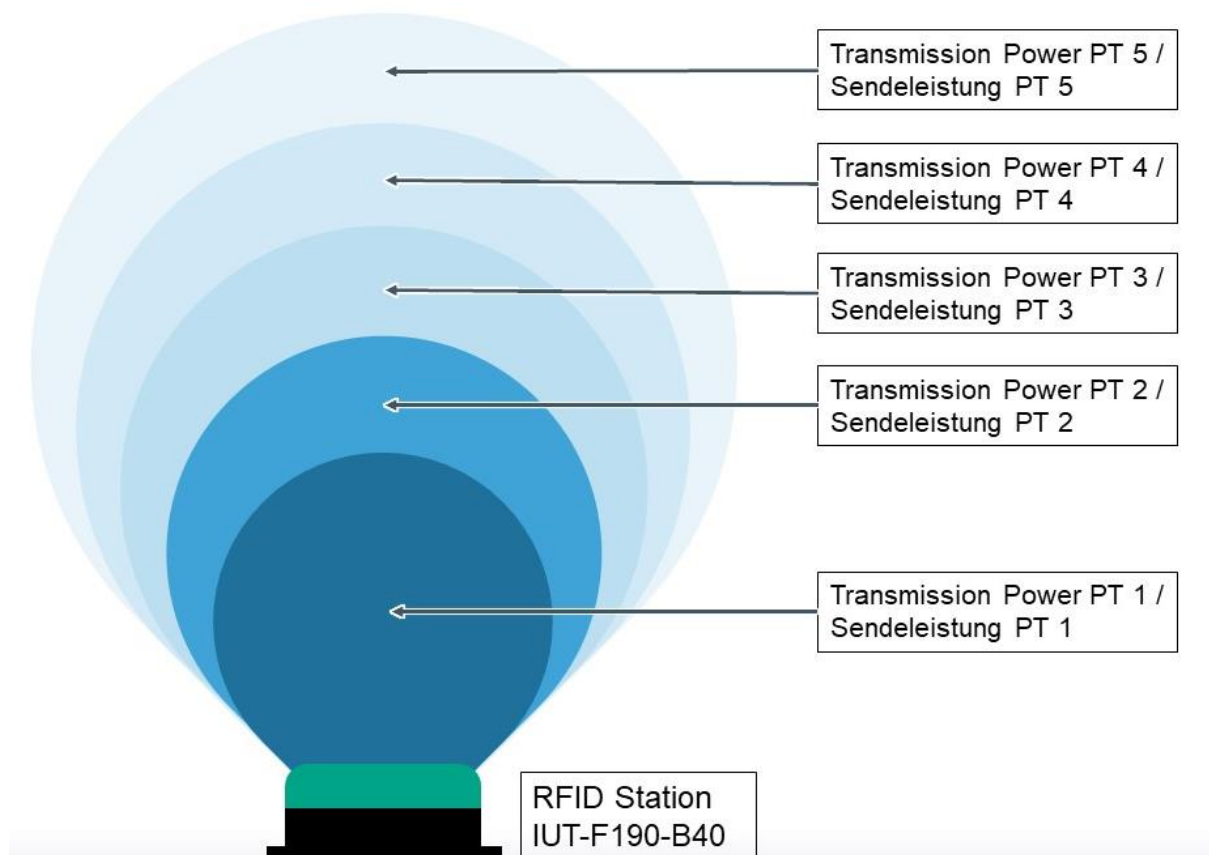 Transmission Power PT 5 /
Sendeleistung PT 5
Transmission Power PT 4 /
Sendeleistung PT 4
Transmission Power PT 3 /
Sendeleistung PT 3
Transmission Power PT 2 /
Sendeleistung PT 2
Transmission Power PT 1 /
Sendeleistung PT 1
RFID Station
IUT-F190-B40